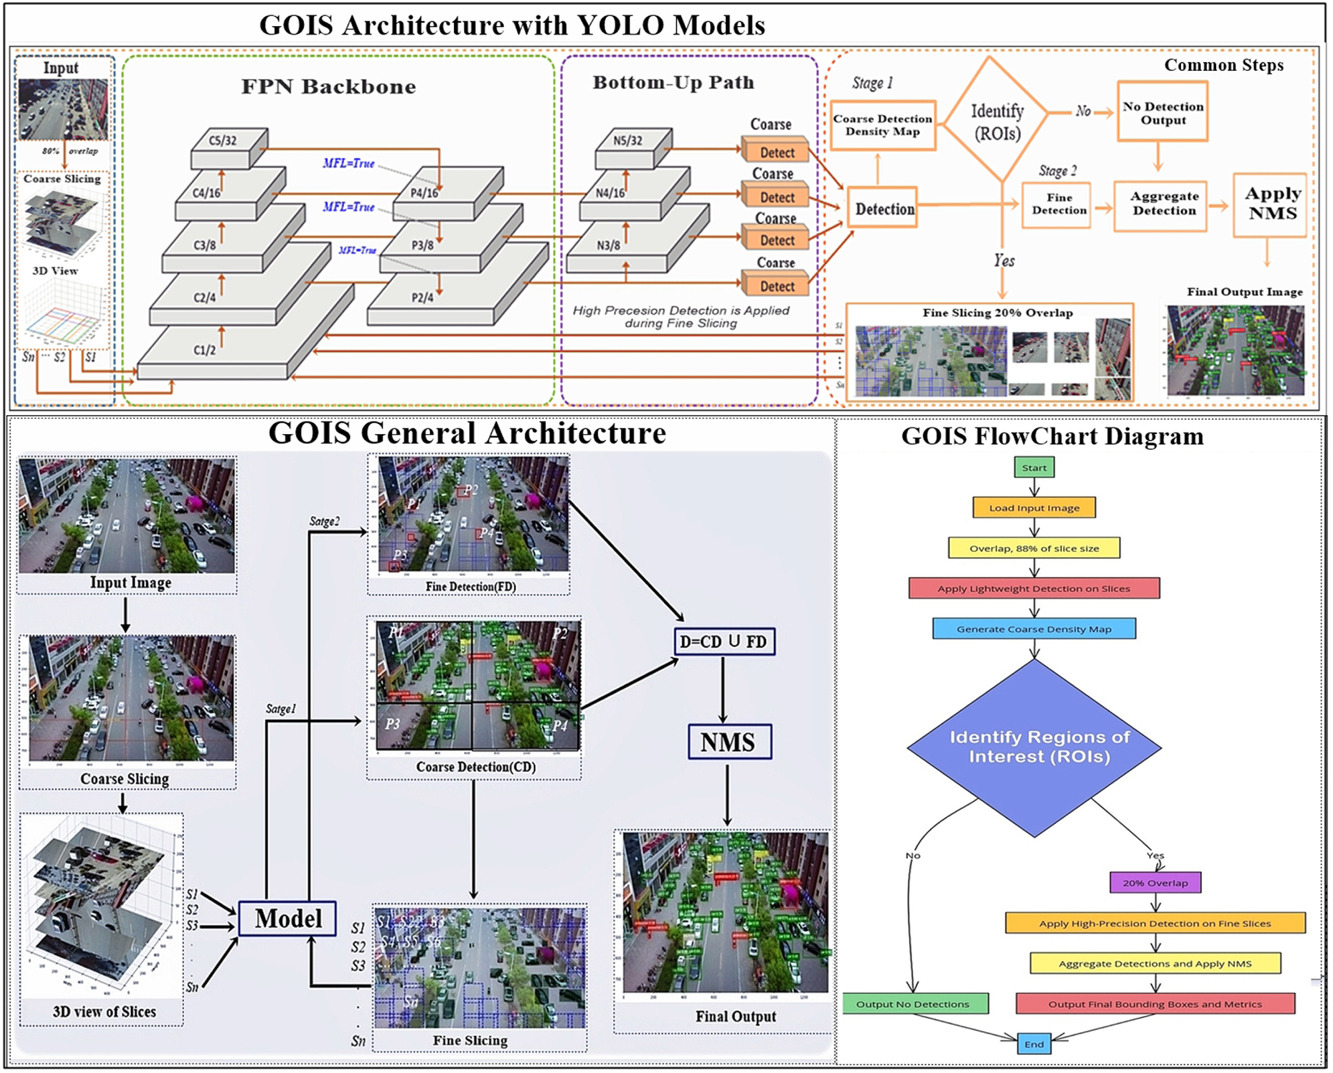 GOIS Architecture with YOLO Models
Input
80% overlap
Coarse Slicing
3D View
Sn ... S2 S1
FPN Backbone
C5/32
C4/16
C3/8
C2/4
C1/2
MFL=True
MFL=True
MFL=True
P4/16
P3/8
P2/4
Bottom-Up Path
N5/32
N4/16
N3/8
Coarse
Detect
Coarse
Detect
Coarse
Detect
Coarse
Detect
High Precesion Detection is Applied
during Fine Slicing
Common Steps
Stage 1
Coarse Detection
Density Map
Identify
(ROIs)
No
No Detection
Output
Detection
Stage 2
Fine
Detection
Aggregate
Detection
Apply
NMS
Yes
Fine Slicing 20% Overlap
S1
S2
Sn
Final Output Image
GOIS General Architecture
Input Image
Coarse Slicing
3D view of Slices
S1
S2
S3
Sn
Model
Satge2
Satge1
P1
P2
P3
P4
Fine Detection(FD)
P1
P2
P3
P4
Coarse Detection(CD)
S1
S2
S3
Sn
Fine Slicing
D=CD ∪ FD
NMS
Final Output
GOIS FlowChart Diagram
Start
Load Input Image
Overlap, 88% of slice size
Apply Lightweight Detection on Slices
Generate Coarse Density Map
Identify Regions of
Interest (ROIs)
No
Yes
20% Overlap
Apply High-Precision Detection on Fine Slices
Aggregate Detections and Apply NMS
Output No Detections
Output Final Bounding Boxes and Metrics
End